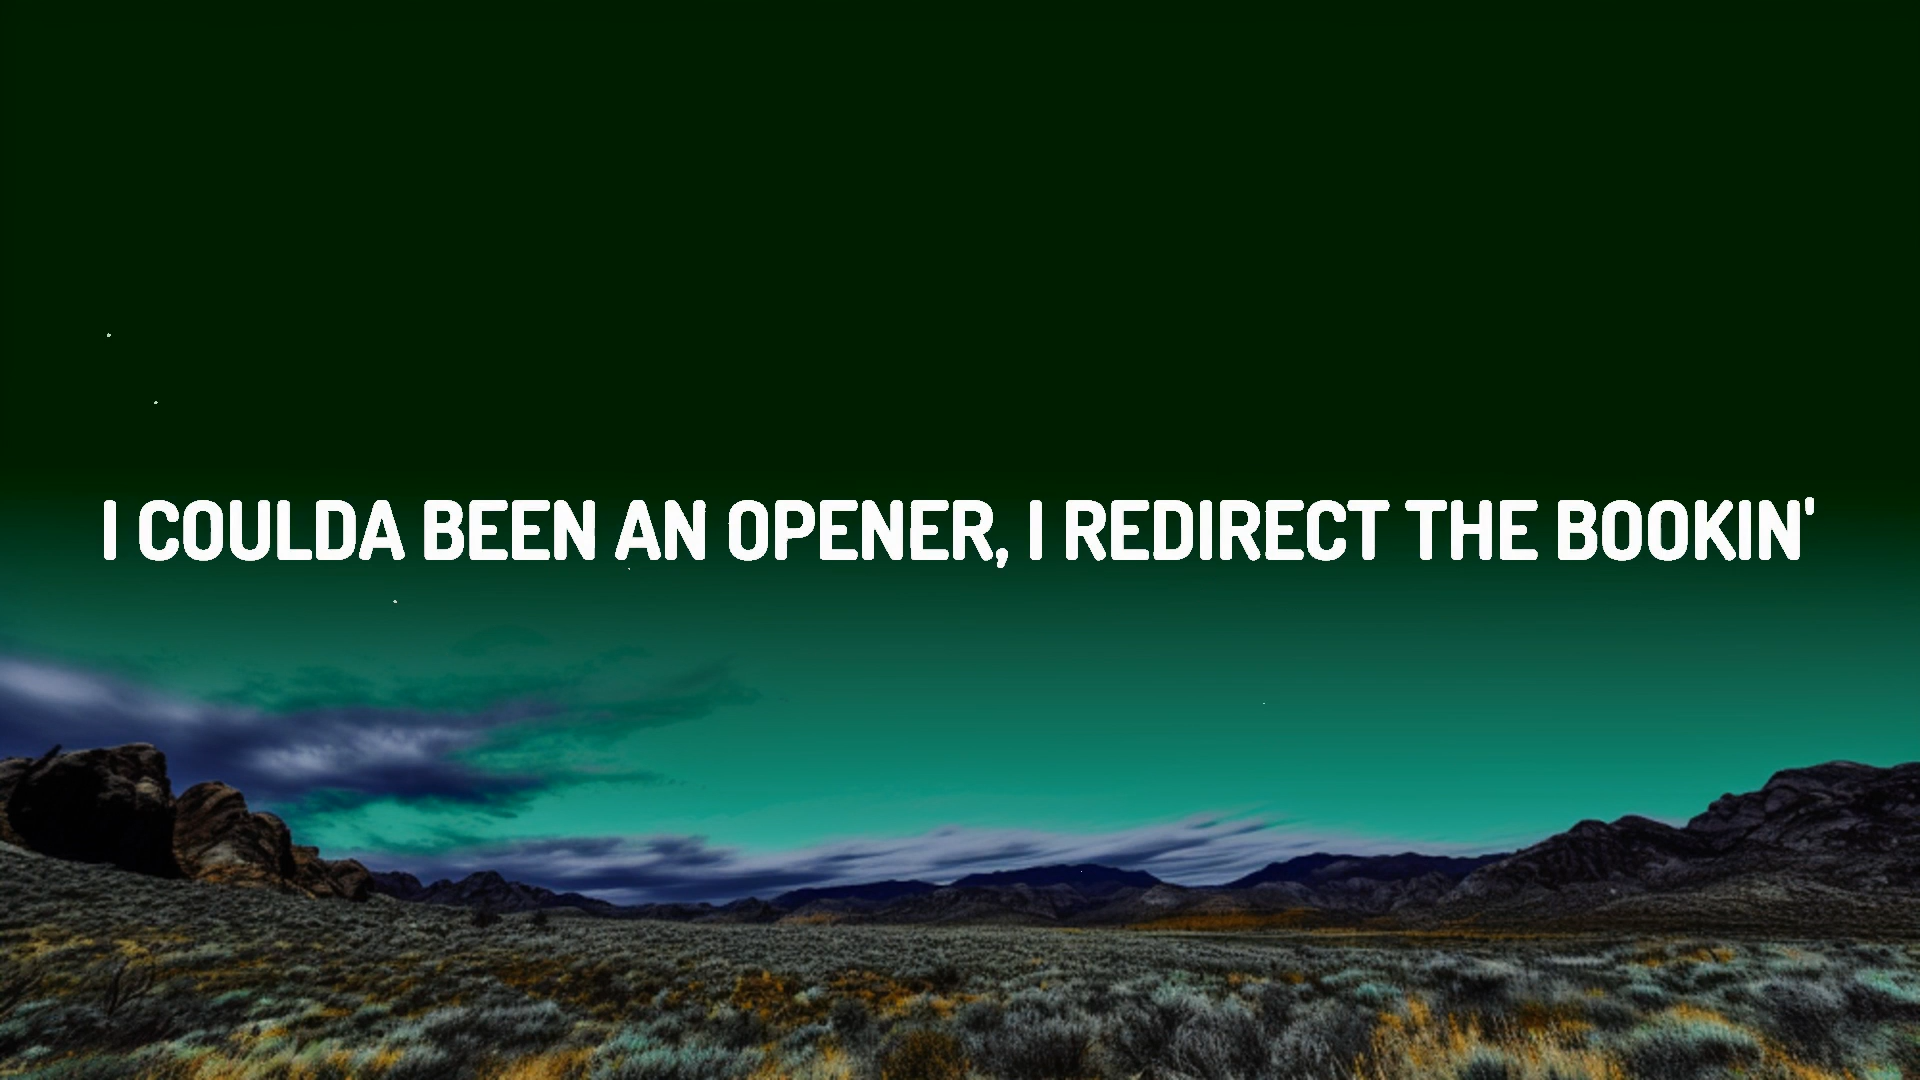 I COULDA BEEN AN OPENER, I REDIRECT THE BOOKIN'